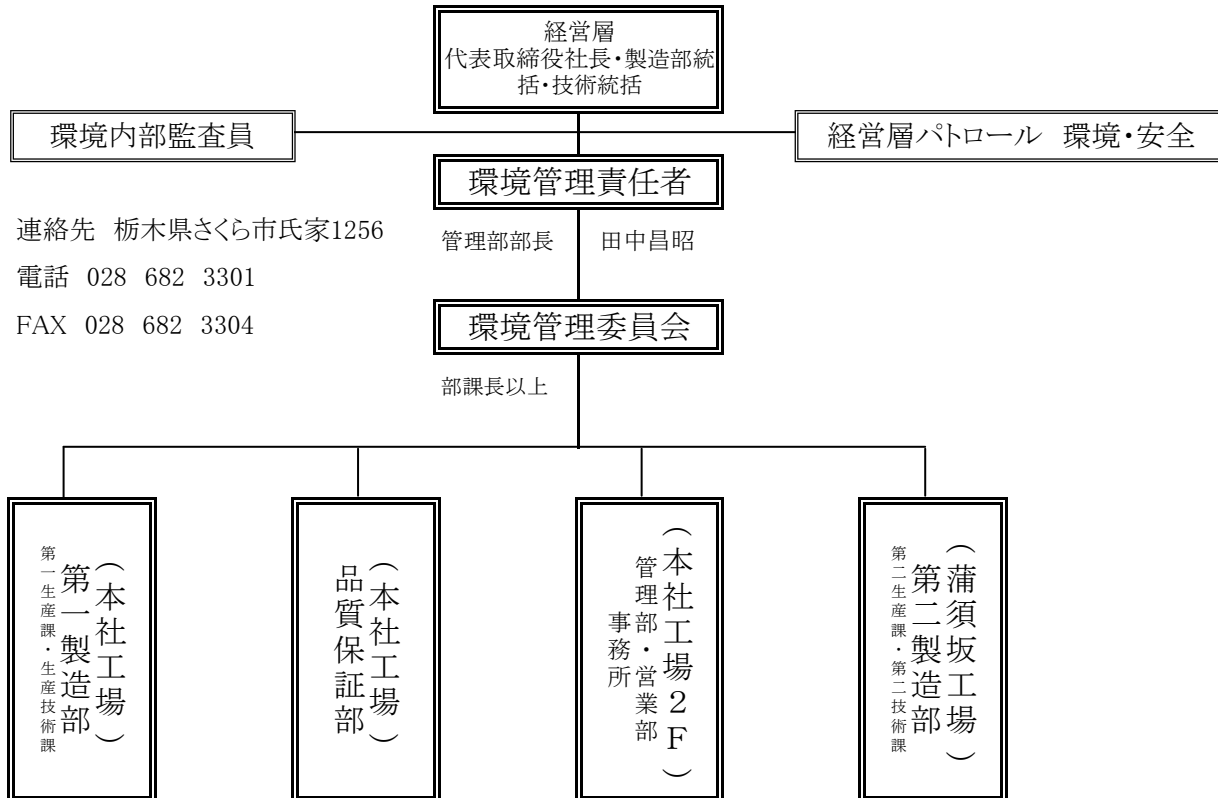 経営層
代表取締役社長・製造部統
括・技術統括
環境内部監査員
経営層パトロール 環境・安全
環境管理責任者
連絡先 栃木県さくら市氏家1256
管理部部長 田中昌昭
電話 028 682 3301
FAX 028 682 3304
環境管理委員会
部課長以上
（本社工場）
第一製造部
第一生産課・生産技術課
（本社工場）
品質保証部
（本社工場２F）
管理部・営業部
事務所
（蒲須坂工場）
第二製造部
第二生産課・第二技術課